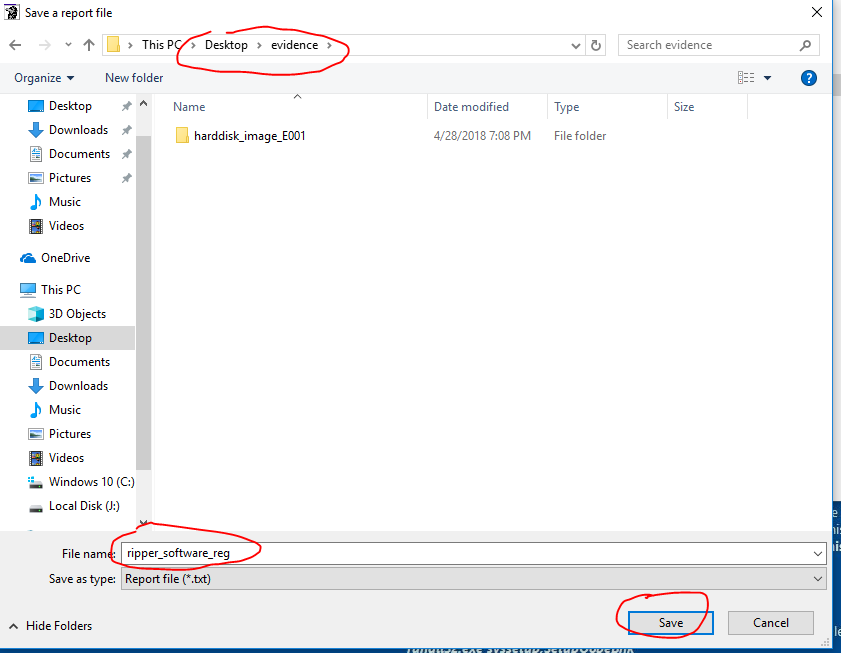 Save a report file
This PC > Desktop > evidence >
Search evidence
Organize
New folder
?
Name
Date modified
Type
Size
Desktop
Downloads
Documents
Pictures
Music
Videos
OneDrive
This PC
3D Objects
Desktop
Documents
Downloads
Music
Pictures
Videos
Windows 10 (C:)
Local Disk (J:)
harddisk_image_E001
4/28/2018 7:08 PM
File folder
File name:
ripper_software_reg
Save as type:
Report file (*.txt)
Hide Folders
Save
Cancel